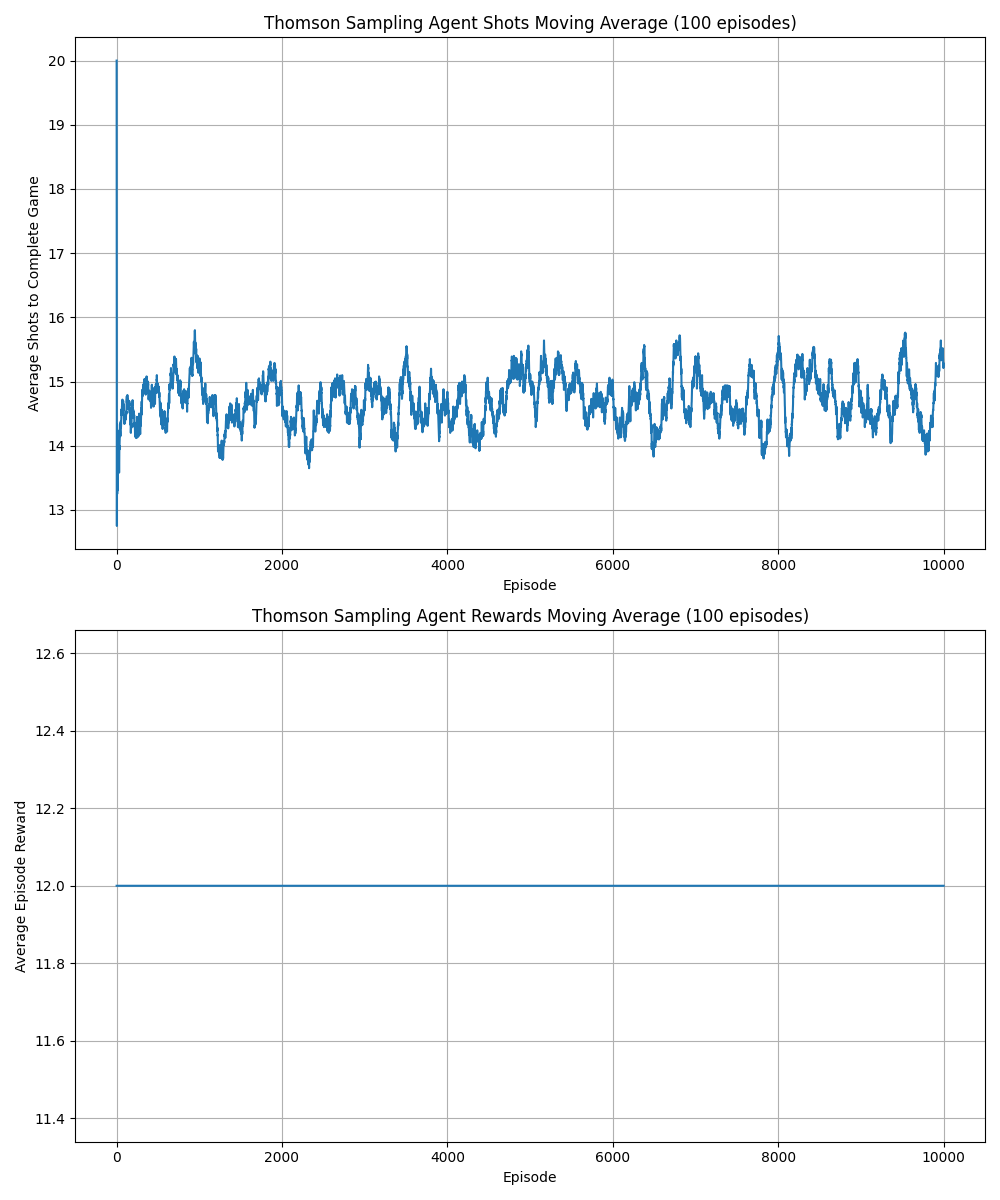 Thomson Sampling Agent Shots Moving Average (100 episodes)
Average Shots to Complete Game
20
19
18
17
16
15
14
13
0 2000 4000 6000 8000 10000
Episode
Thomson Sampling Agent Rewards Moving Average (100 episodes)
Average Episode Reward
12.6
12.4
12.2
12.0
11.8
11.6
11.4
0 2000 4000 6000 8000 10000
Episode